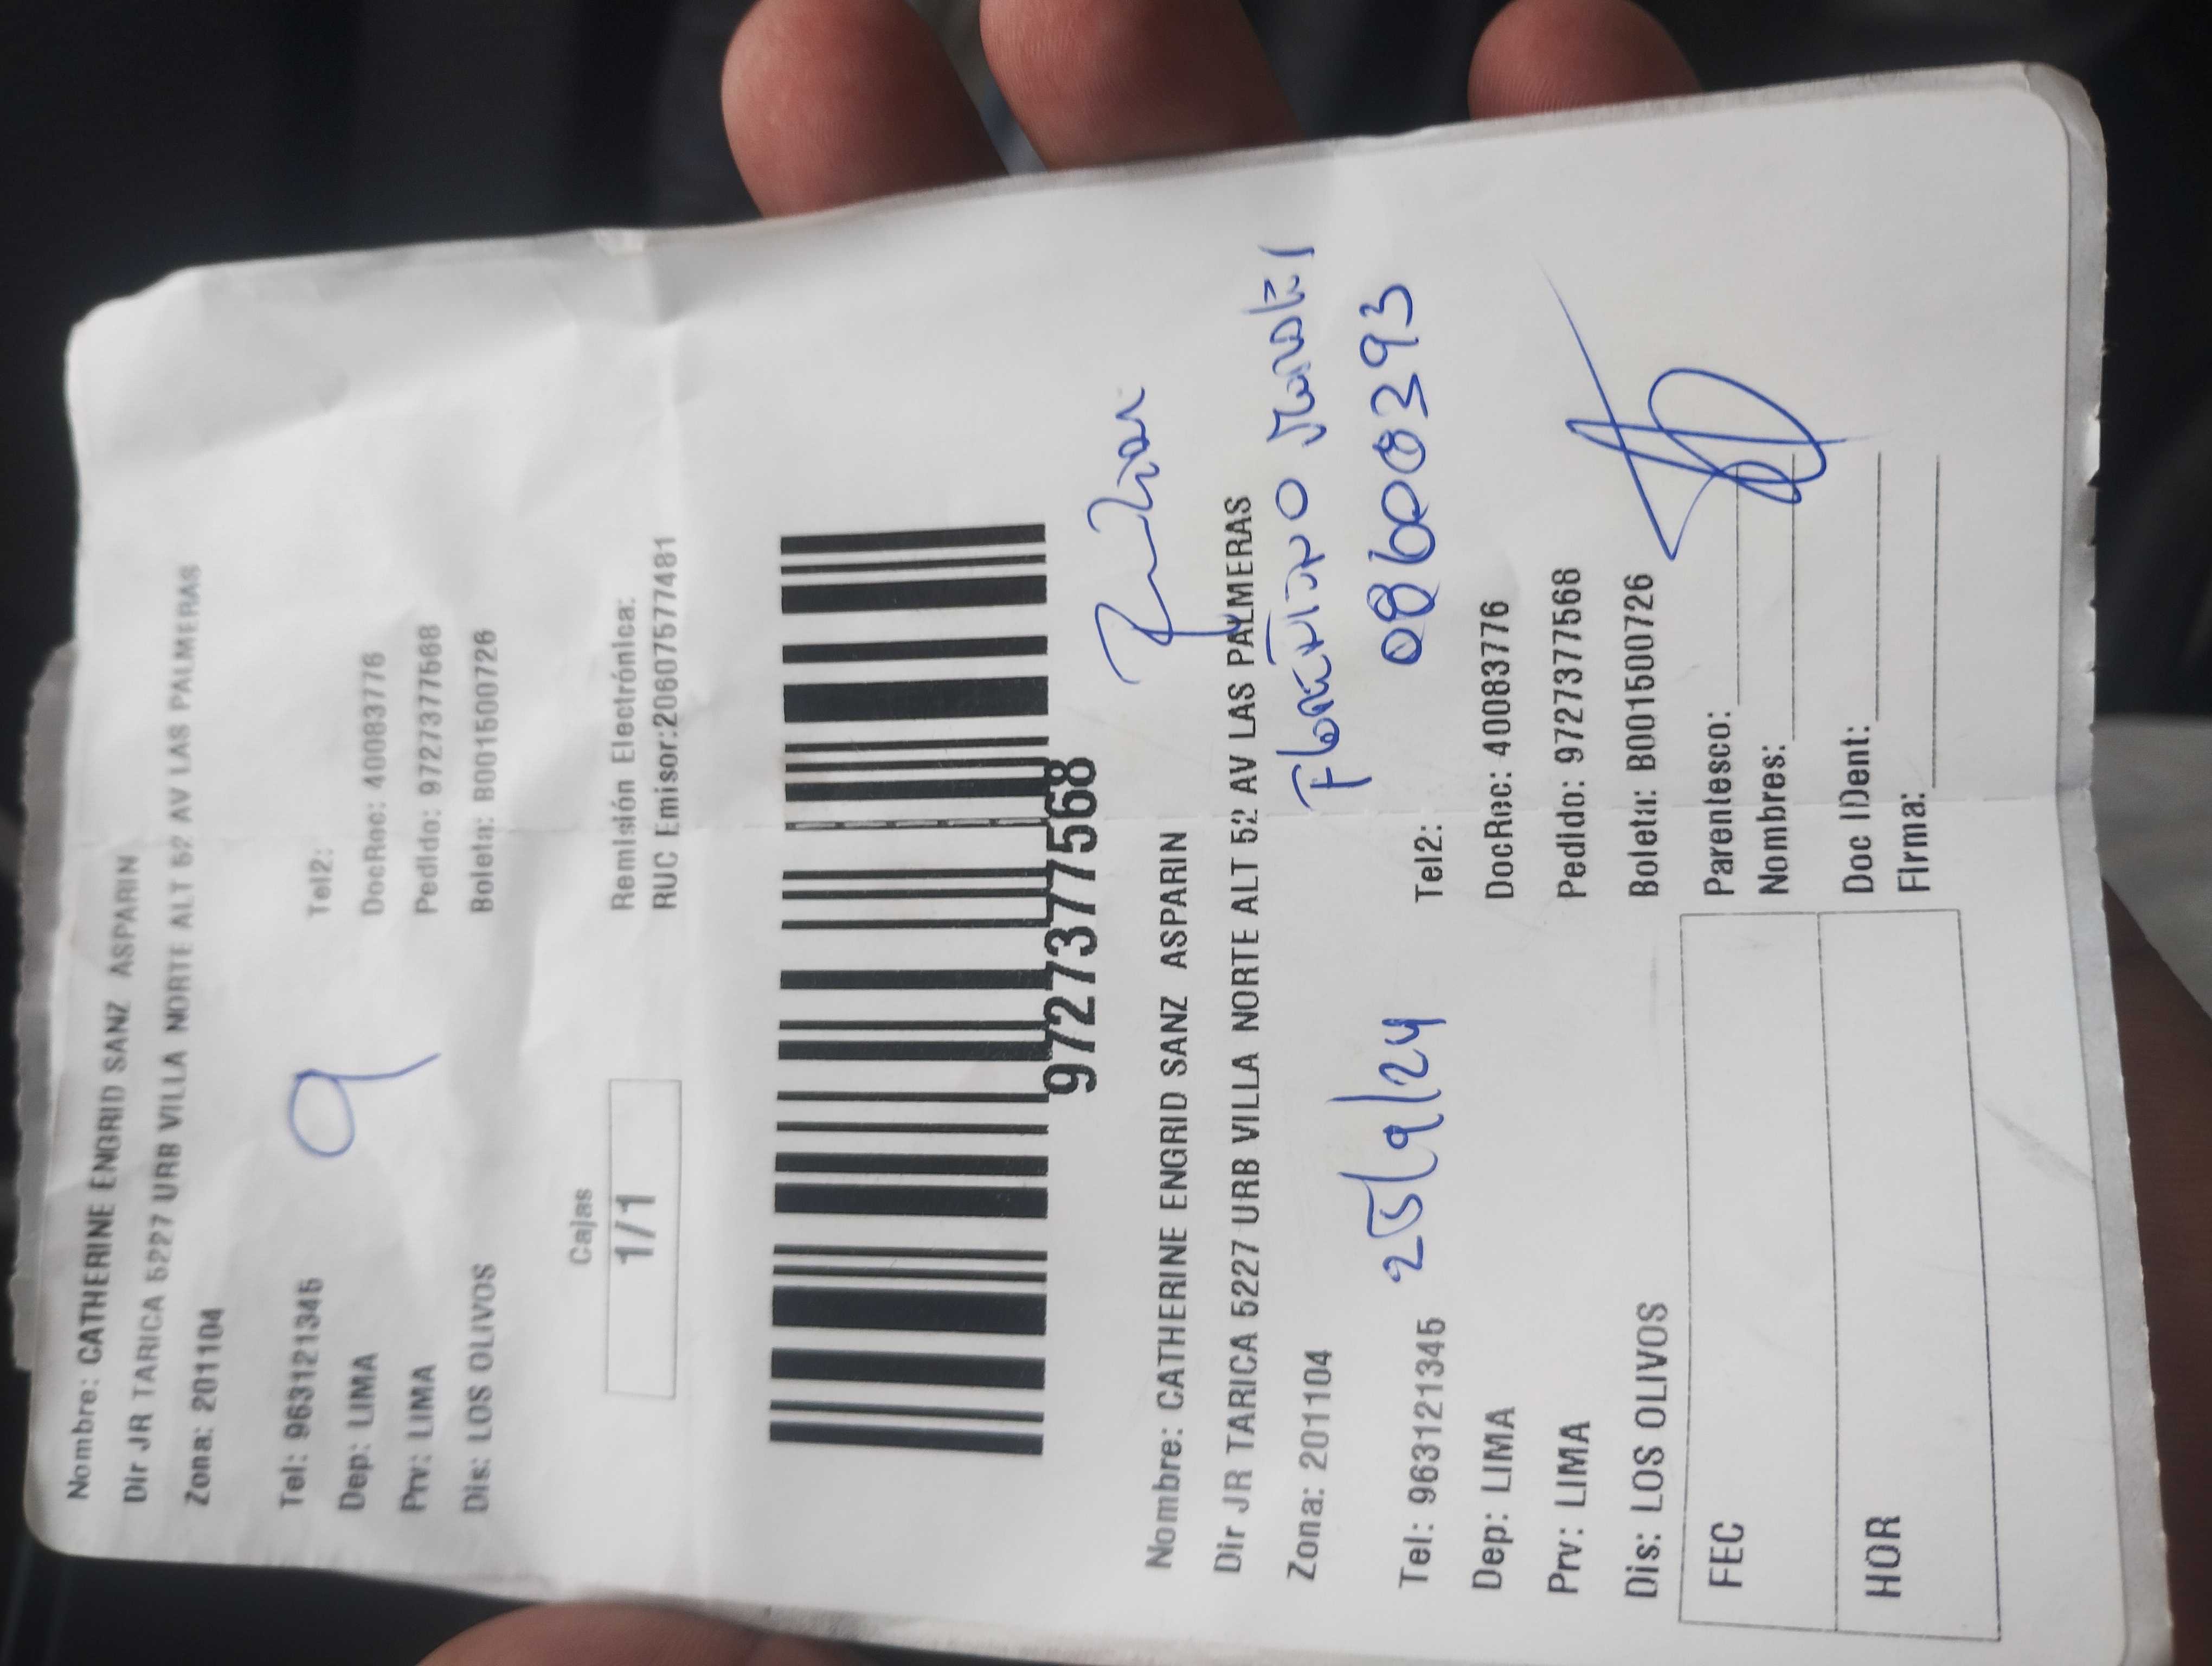 Nombre: CATHERINE ENGRID SANZ ASPARIN
Dir JR TARICA 5227 URB VILLA NORTE ALT 52 AV LAS PALMERAS
Zona: 201104
Tel: 963121345 Tel2:
Dep: LIMA DocRnc: 40083776
Prv: LIMA Pedido: 9727377568
Dis: LOS OLIVOS Boleta: B001500726
Cajas
1/1
Remisión Electrónica:
RUC Emisor:20607577481
9727377568
Nombre: CATHERINE ENGRID SANZ ASPARIN
Dir JR TARICA 5227 URB VILLA NORTE ALT 52 AV LAS PALMERAS
Zona: 201104
25/9/24 08600293
Tel: 963121345 Tel2:
Dep: LIMA DocRnc: 40083776
Prv: LIMA Pedido: 9727377568
Dis: LOS OLIVOS Boleta: B001500726
FEC
HOR
Parentesco:
Nombres:
Doc IDent:
Firma: